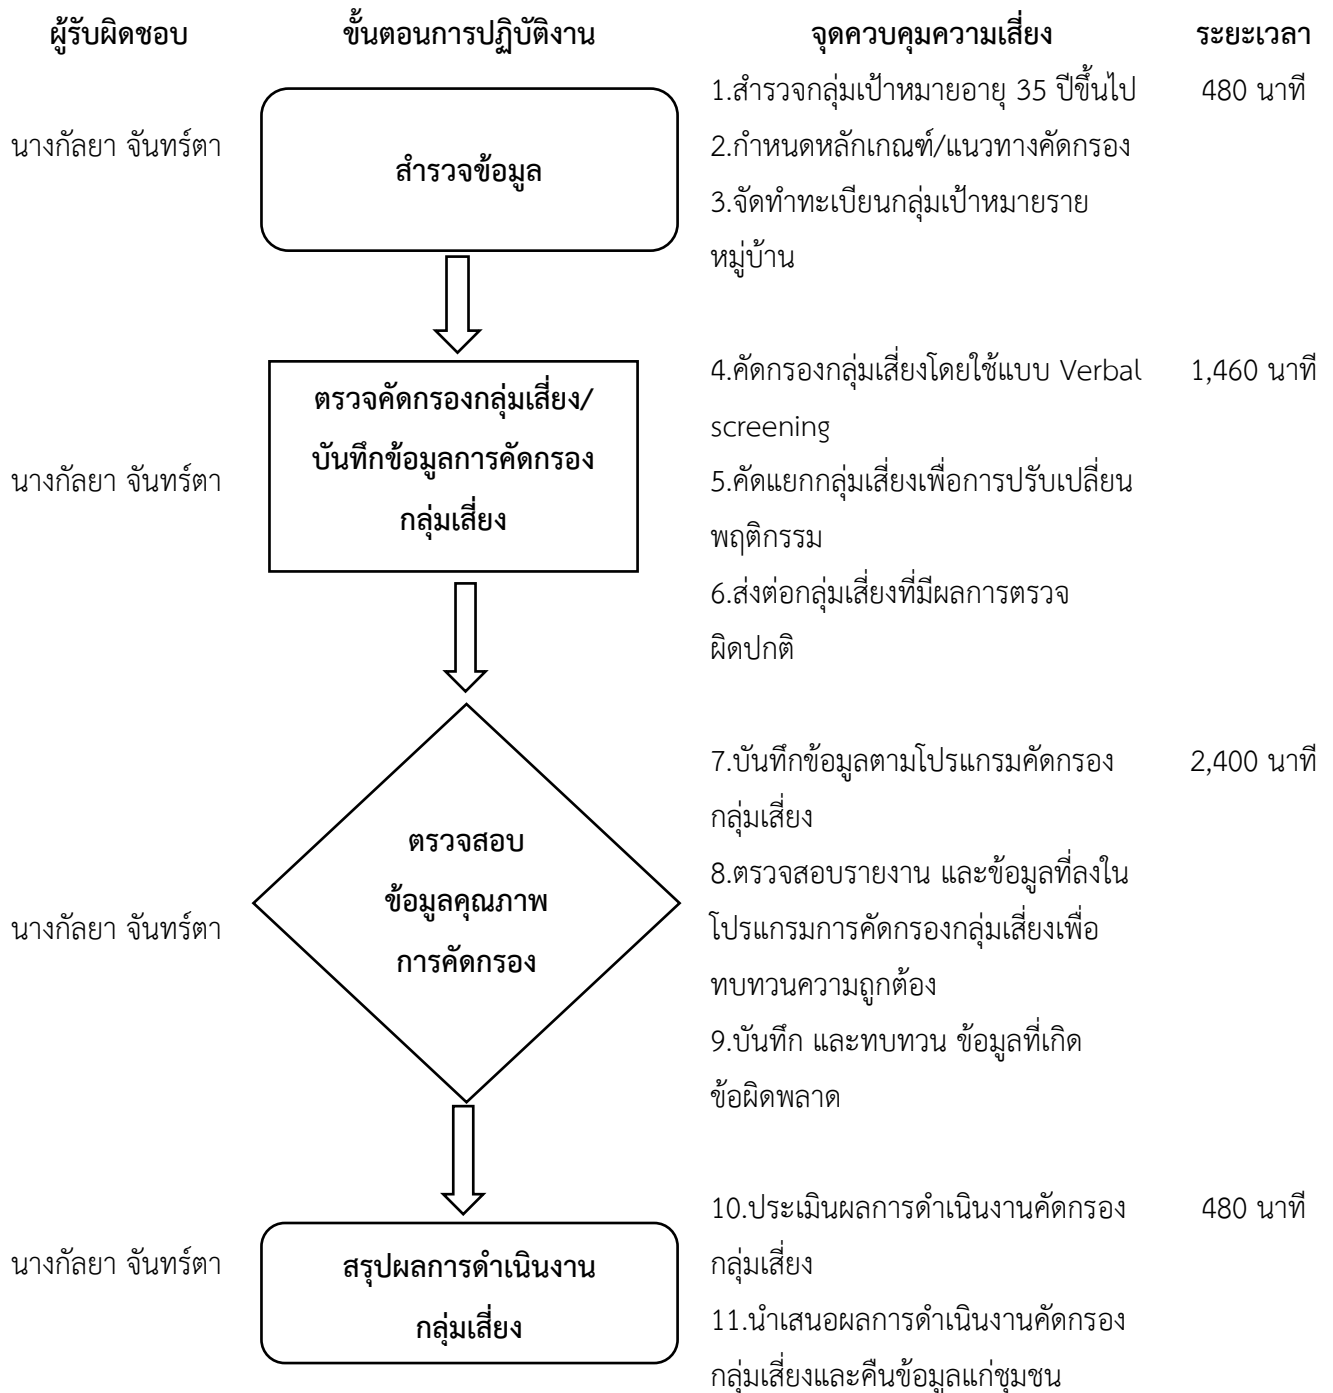 ผู้รับผิดชอบ ขั้นตอนการปฏิบัติงาน จุดควบคุมความเสี่ยง ระยะเวลา
นางกัลยา จันทร์ตา
สำรวจข้อมูล
1.สำรวจกลุ่มเป้าหมายอายุ 35 ปีขึ้นไป
2.กำหนดหลักเกณฑ์/แนวทางคัดกรอง
3.จัดทำทะเบียนกลุ่มเป้าหมายราย
หมู่บ้าน
480 นาที
นางกัลยา จันทร์ตา
ตรวจคัดกรองกลุ่มเสี่ยง/
บันทึกข้อมูลการคัดกรอง
กลุ่มเสี่ยง
4.คัดกรองกลุ่มเสี่ยงโดยใช้แบบ Verbal
screening
5.คัดแยกกลุ่มเสี่ยงเพื่อการปรับเปลี่ยน
พฤติกรรม
6.ส่งต่อกลุ่มเสี่ยงที่มีผลการตรวจ
ผิดปกติ
1,460 นาที
นางกัลยา จันทร์ตา
ตรวจสอบ
ข้อมูลคุณภาพ
การคัดกรอง
7.บันทึกข้อมูลตามโปรแกรมคัดกรอง
กลุ่มเสี่ยง
8.ตรวจสอบรายงาน และข้อมูลที่ลงใน
โปรแกรมการคัดกรองกลุ่มเสี่ยงเพื่อ
ทบทวนความถูกต้อง
9.บันทึก และทบทวน ข้อมูลที่เกิด
ข้อผิดพลาด
2,400 นาที
นางกัลยา จันทร์ตา
สรุปผลการดำเนินงาน
กลุ่มเสี่ยง
10.ประเมินผลการดำเนินงานคัดกรอง
กลุ่มเสี่ยง
11.นำเสนอผลการดำเนินงานคัดกรอง
กลุ่มเสี่ยงและคืนข้อมูลแก่ชุมชน
480 นาที